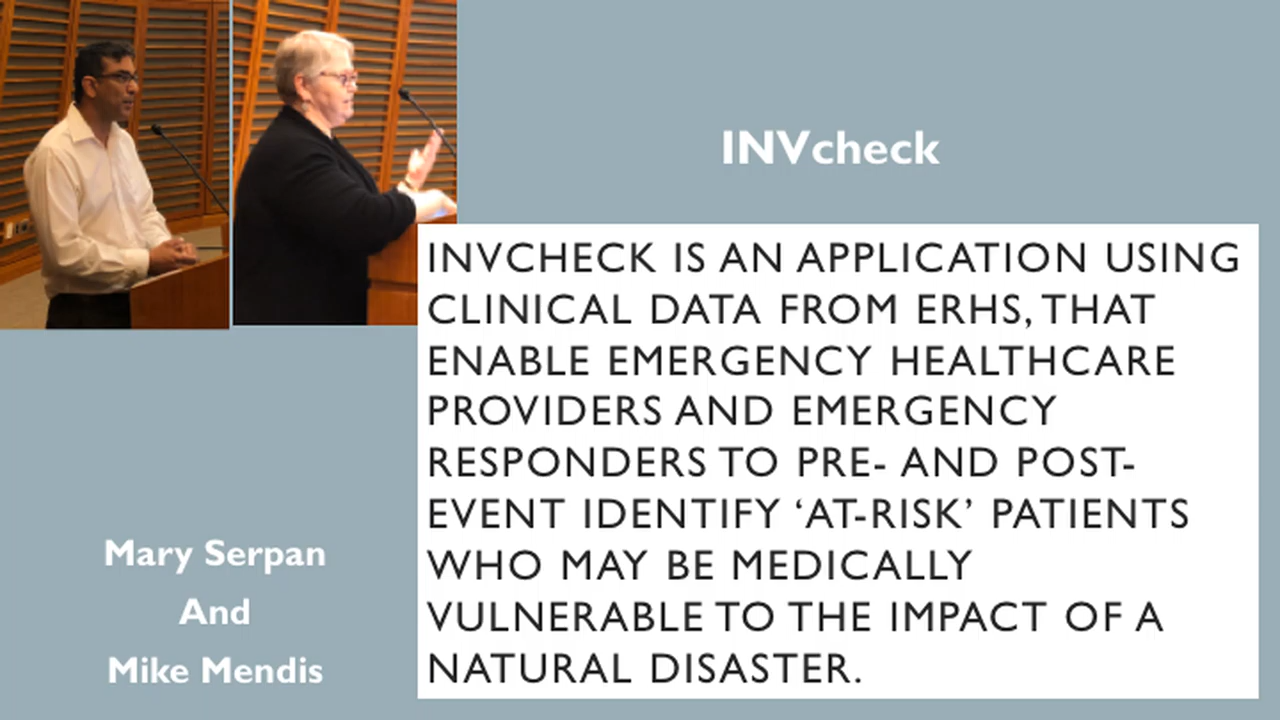 INVcheck
INVCHECK IS AN APPLICATION USING
CLINICAL DATA FROM ERHS, THAT
ENABLE EMERGENCY HEALTHCARE
PROVIDERS AND EMERGENCY
RESPONDERS TO PRE- AND POST-
EVENT IDENTIFY ‘AT-RISK’ PATIENTS
WHO MAY BE MEDICALLY
VULNERABLE TO THE IMPACT OF A
NATURAL DISASTER.
Mary Serpan
And
Mike Mendis